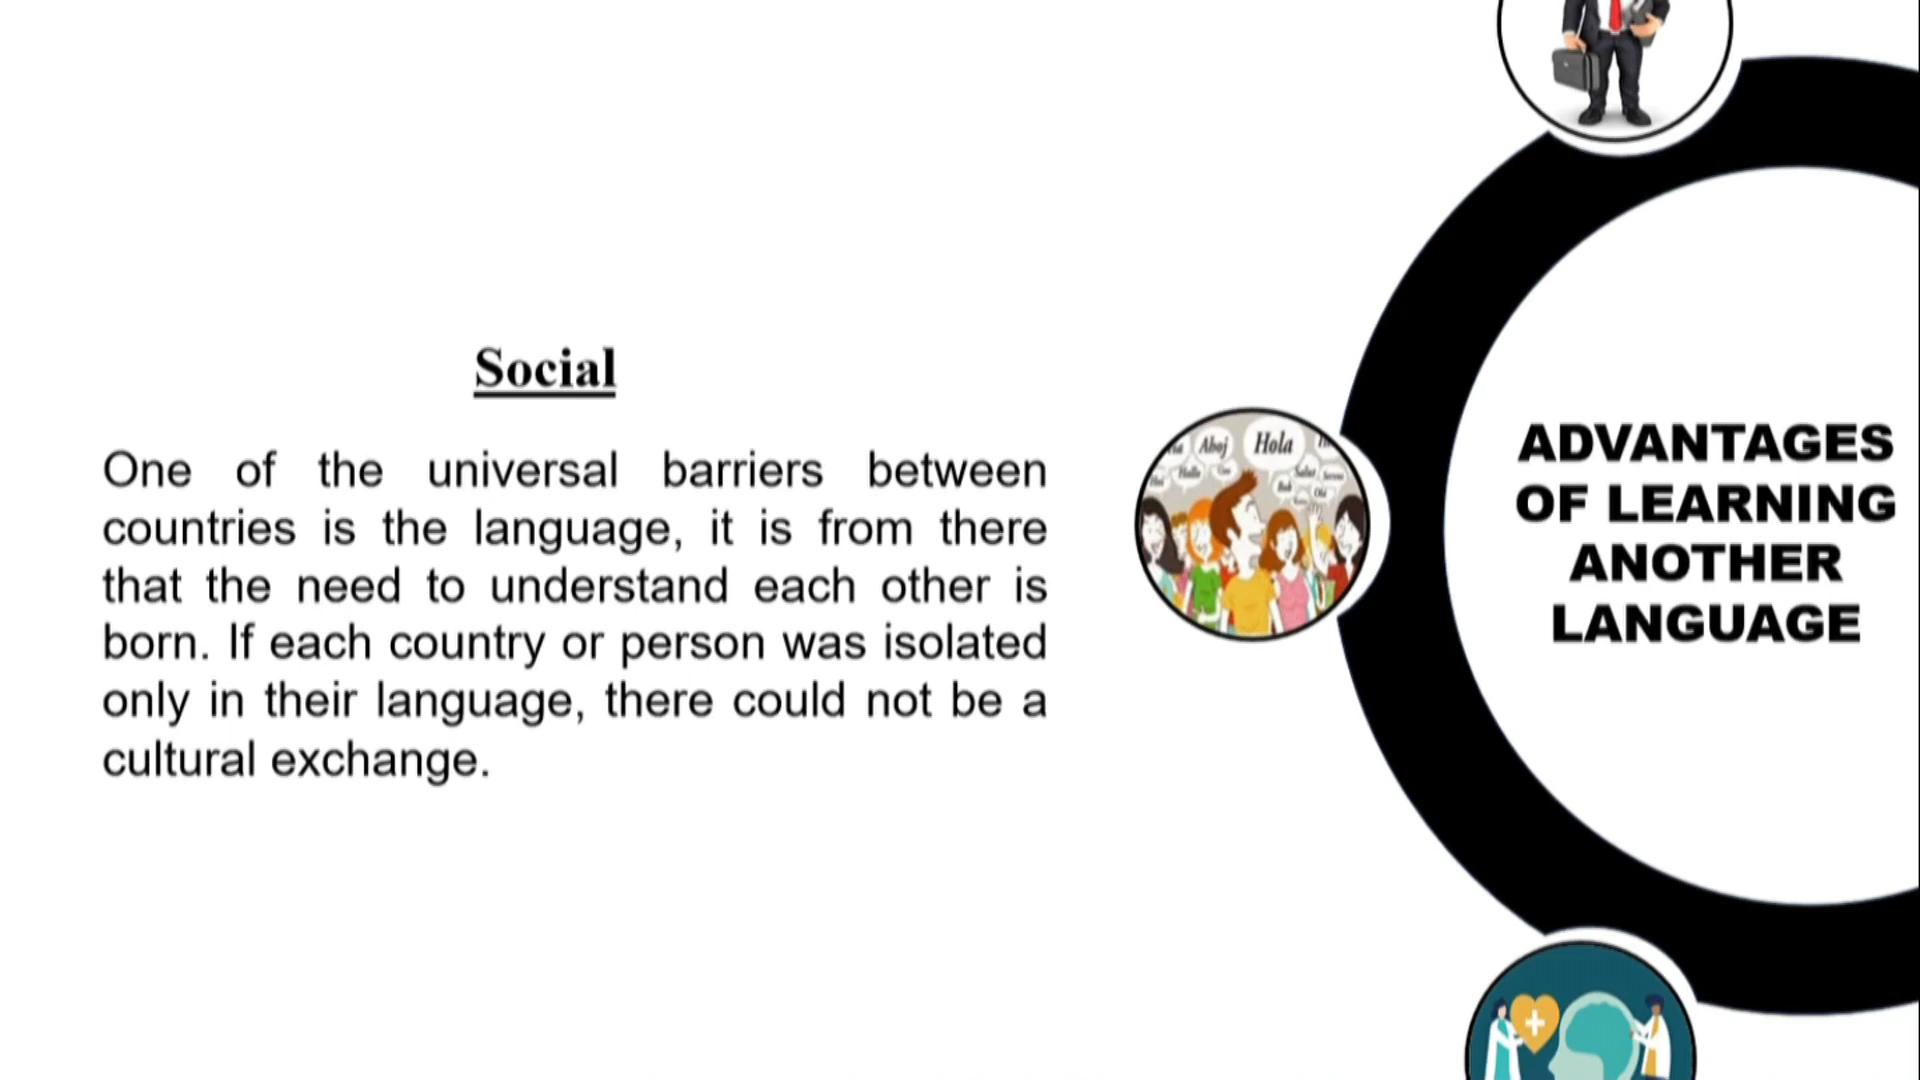 Social
One of the universal barriers between
countries is the language, it is from there
that the need to understand each other is
born. If each country or person was isolated
only in their language, there could not be a
cultural exchange.
Ahoj
Hola
ADVANTAGES
OF LEARNING
ANOTHER
LANGUAGE